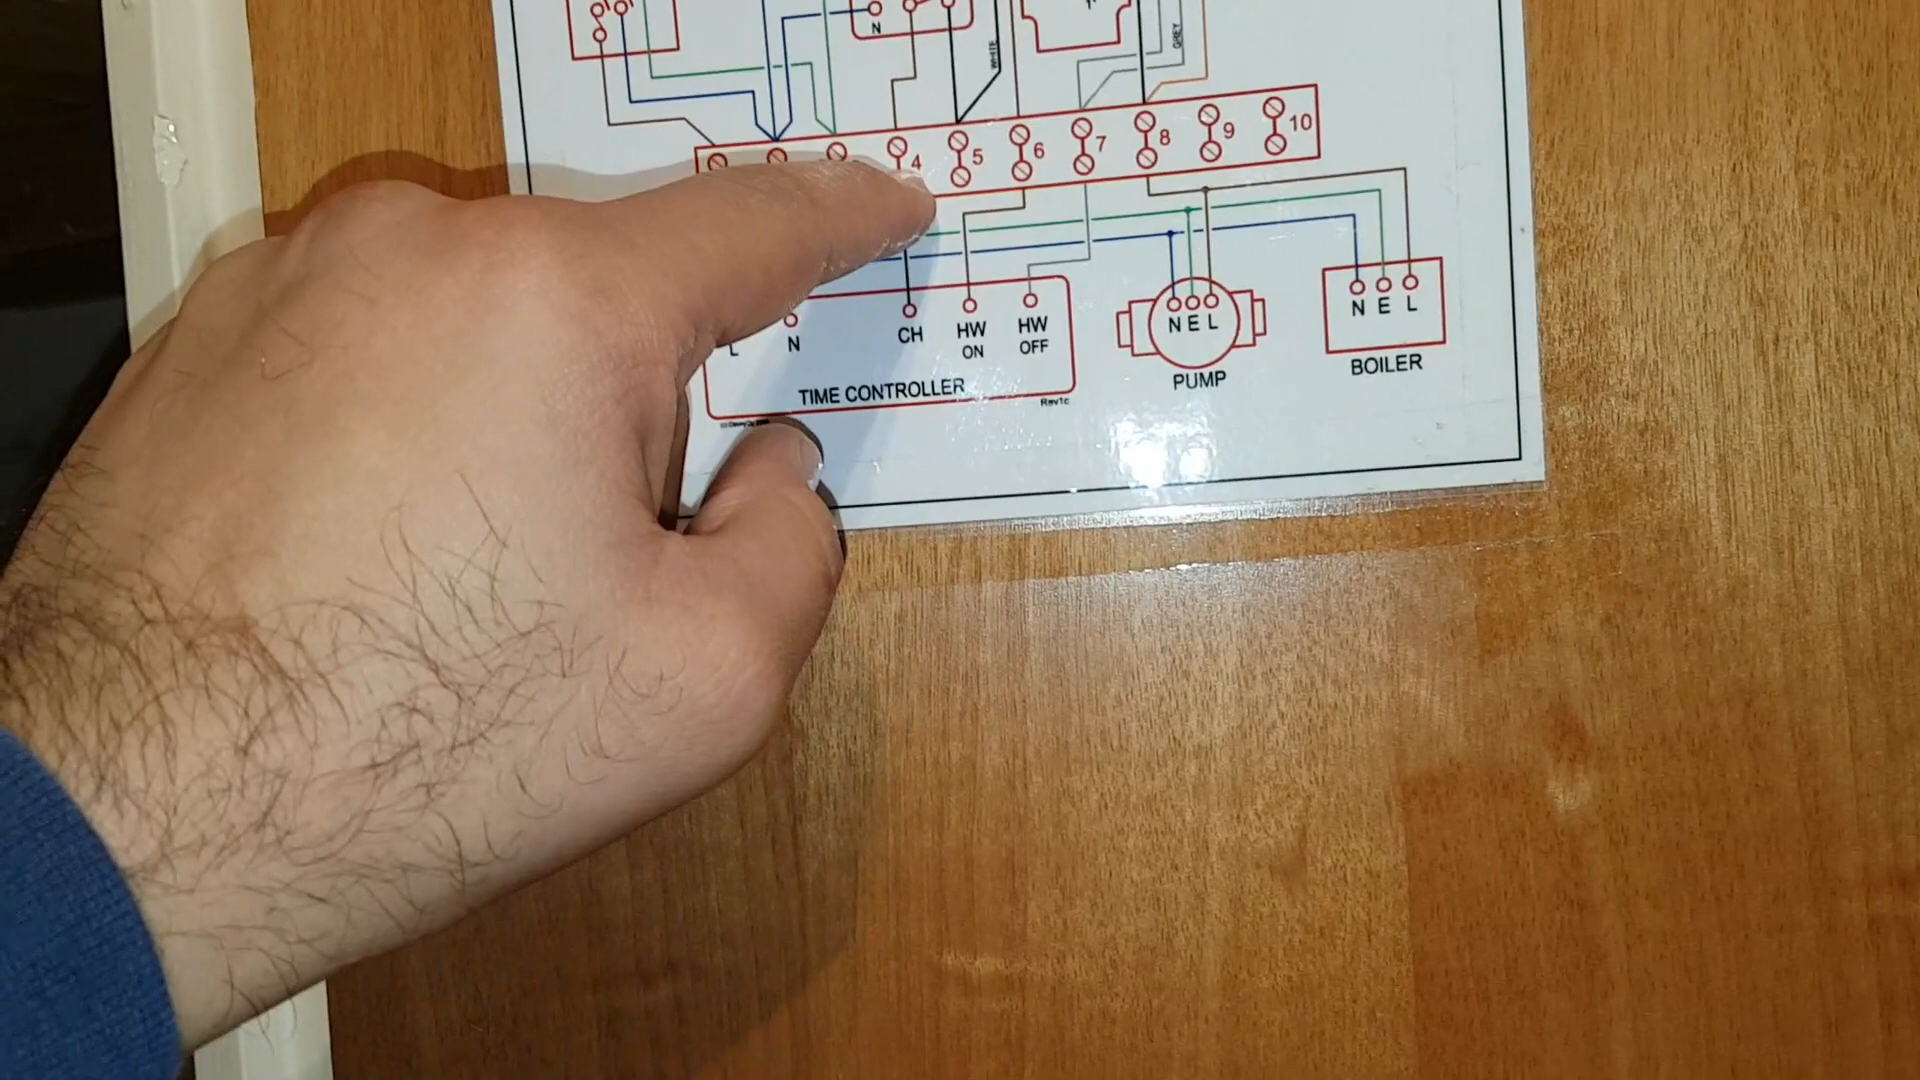 N
WHITE
GREY
4 5 6 7 8 9 10
L N CH HW ON HW OFF
TIME CONTROLLER
Rev1c
N E L
PUMP
N E L
BOILER